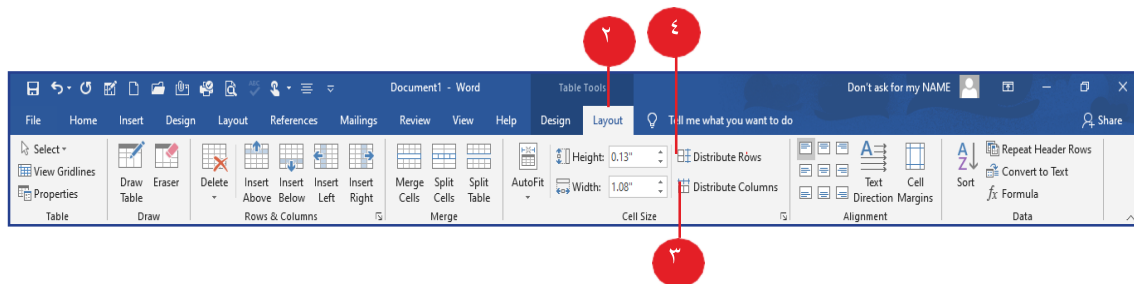 ٢ ٤
Document1 - Word Table Tools Don't ask for my NAME
File Home Insert Design Layout References Mailings Review View Help Design Layout Tell me what you want to do Share
Select Height: 0.13" Distribute Rows Repeat Header Rows
View Gridlines Convert to Text
Properties Width: 1.08" Distribute Columns Formula
Draw Table Eraser Delete Insert Above Insert Below Insert Left Insert Right Merge Cells Split Cells Split Table AutoFit Text Direction Cell Margins Sort
Table Draw Rows & Columns Merge Cell Size Alignment Data
٣